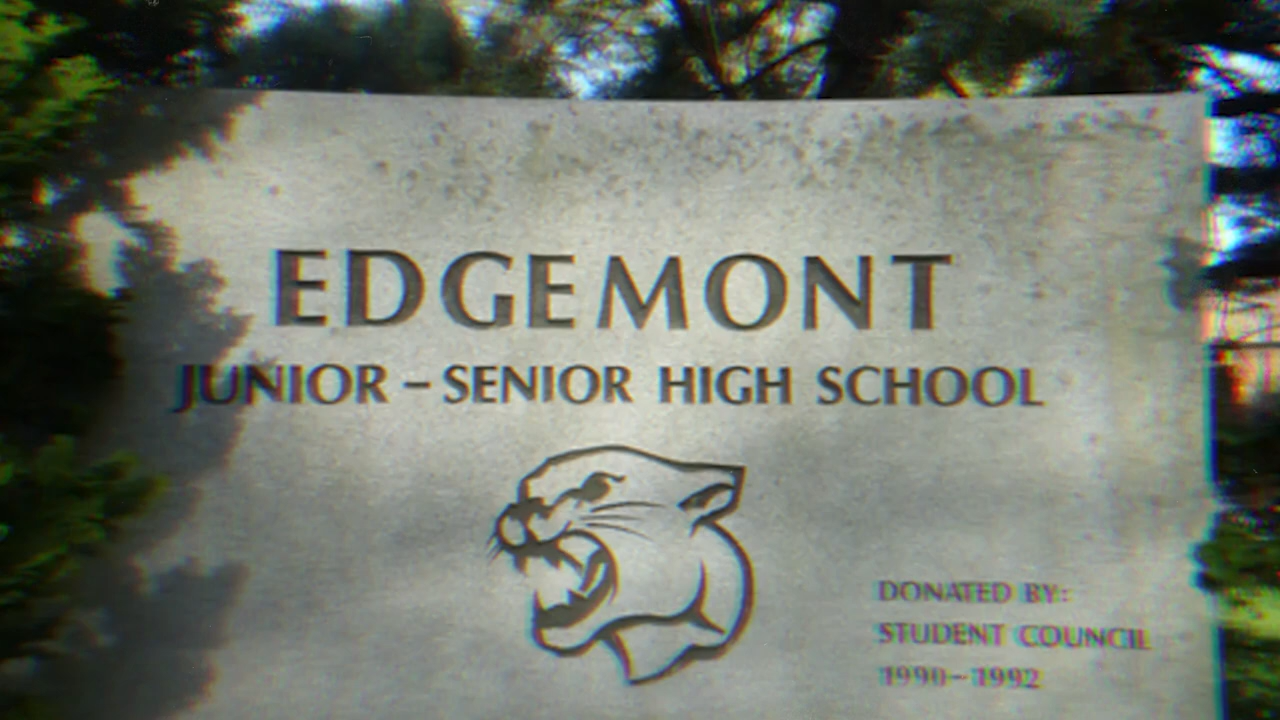 EDGEMONT
JUNIOR – SENIOR HIGH SCHOOL
DONATED BY:
STUDENT COUNCIL
1990–1992